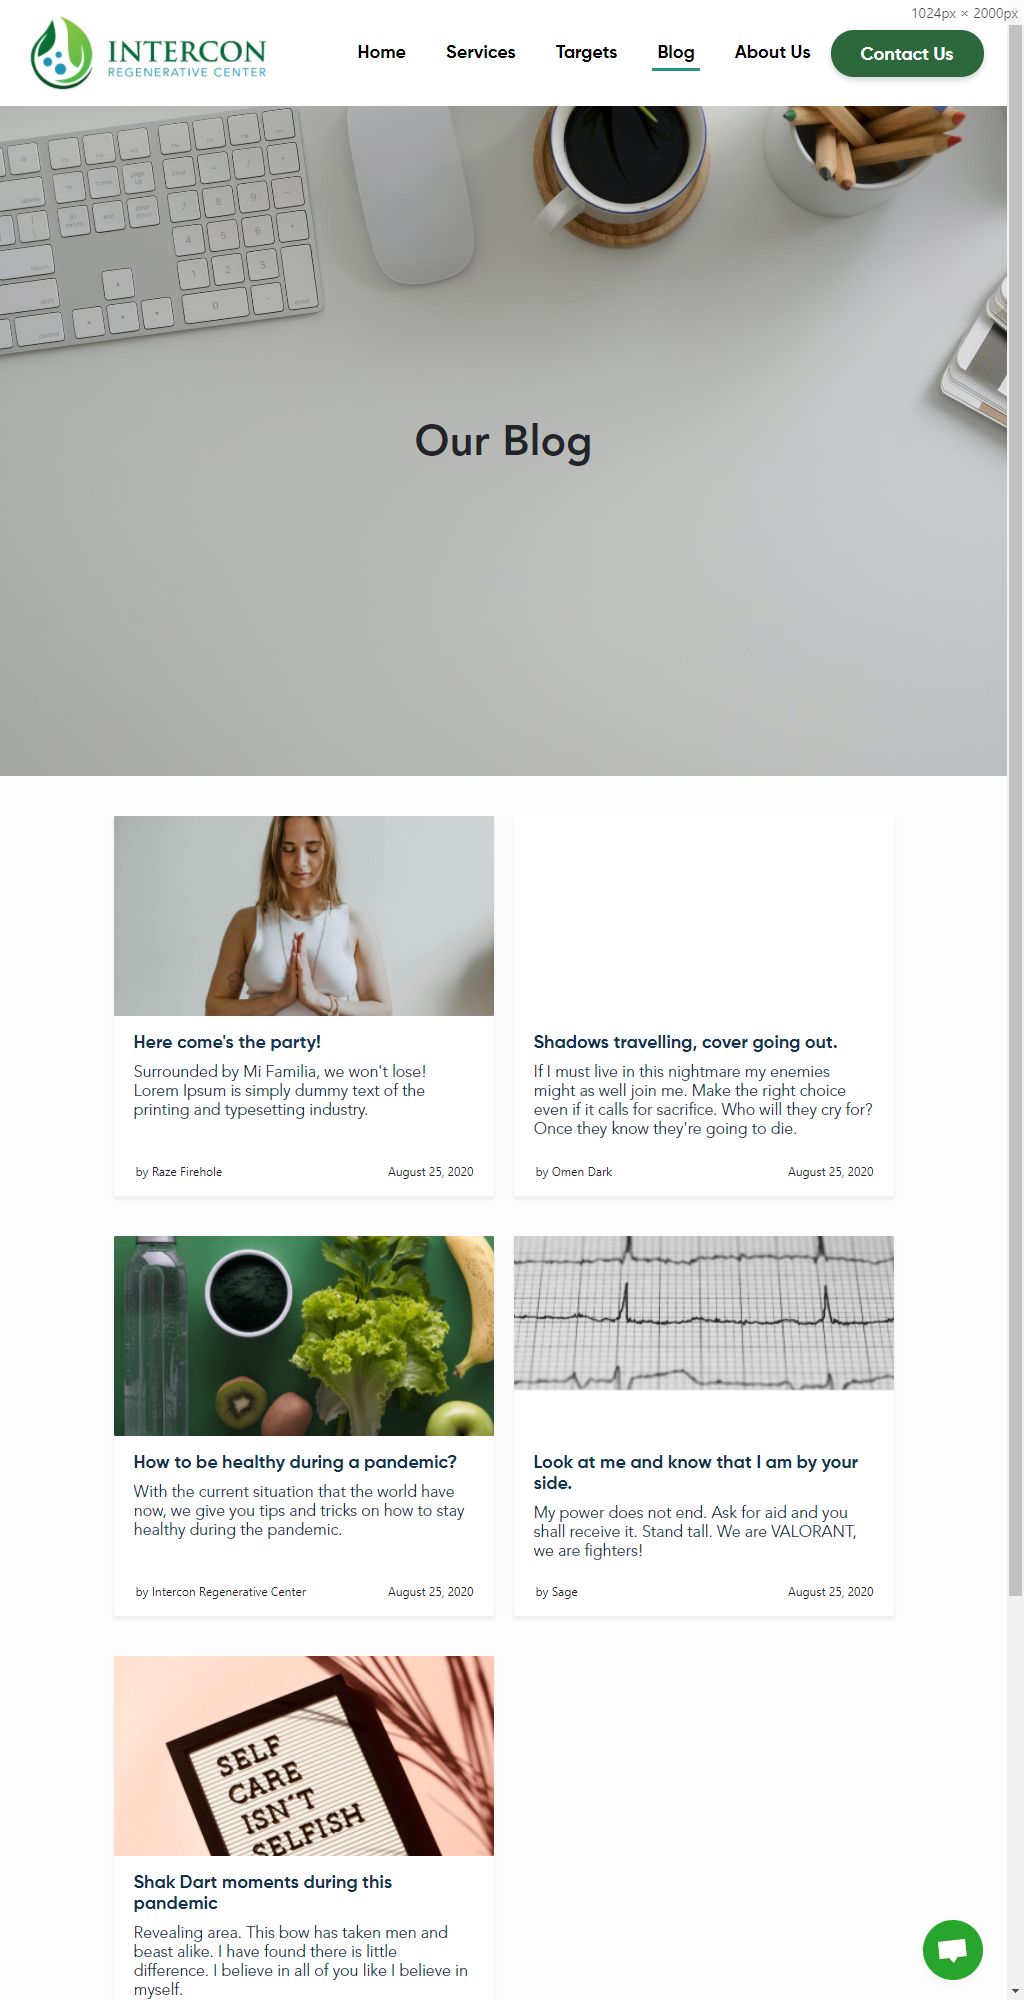 1024px × 2000px
INTERCON
REGENERATIVE CENTER
Home
Services
Targets
Blog
About Us
Contact Us
Our Blog
Here come's the party!
Surrounded by Mi Familia, we won't lose!
Lorem Ipsum is simply dummy text of the
printing and typesetting industry.
by Raze Firehole
August 25, 2020
Shadows travelling, cover going out.
If I must live in this nightmare my enemies
might as well join me. Make the right choice
even if it calls for sacrifice. Who will they cry for?
Once they know they're going to die.
by Omen Dark
August 25, 2020
How to be healthy during a pandemic?
With the current situation that the world have
now, we give you tips and tricks on how to stay
healthy during the pandemic.
by Intercon Regenerative Center
August 25, 2020
Look at me and know that I am by your
side.
My power does not end. Ask for aid and you
shall receive it. Stand tall. We are VALORANT,
we are fighters!
by Sage
August 25, 2020
SELF
CARE
ISN'T
SELFISH
Shak Dart moments during this
pandemic
Revealing area. This bow has taken men and
beast alike. I have found there is little
difference. I believe in all of you like I believe in
myself.